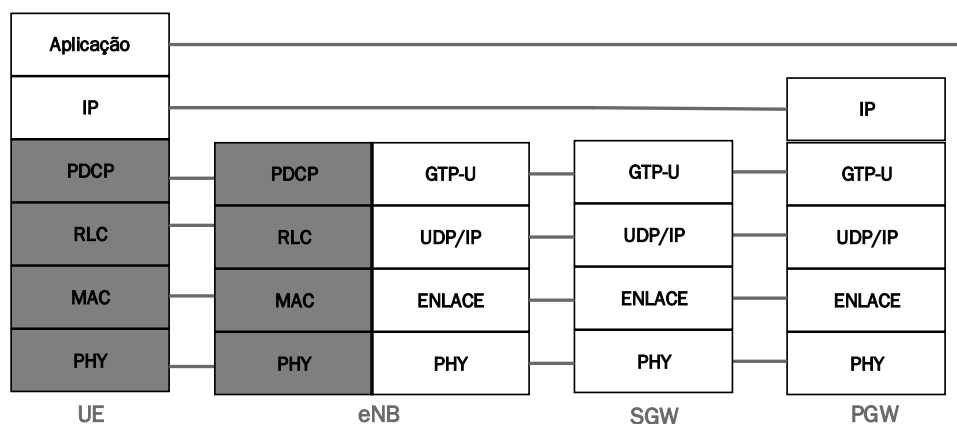 Aplicação
IP
IP
PDCP
PDCP
GTP-U
GTP-U
GTP-U
RLC
RLC
UDP/IP
UDP/IP
UDP/IP
MAC
MAC
ENLACE
ENLACE
ENLACE
PHY
PHY
PHY
PHY
PHY
UE
eNB
SGW
PGW